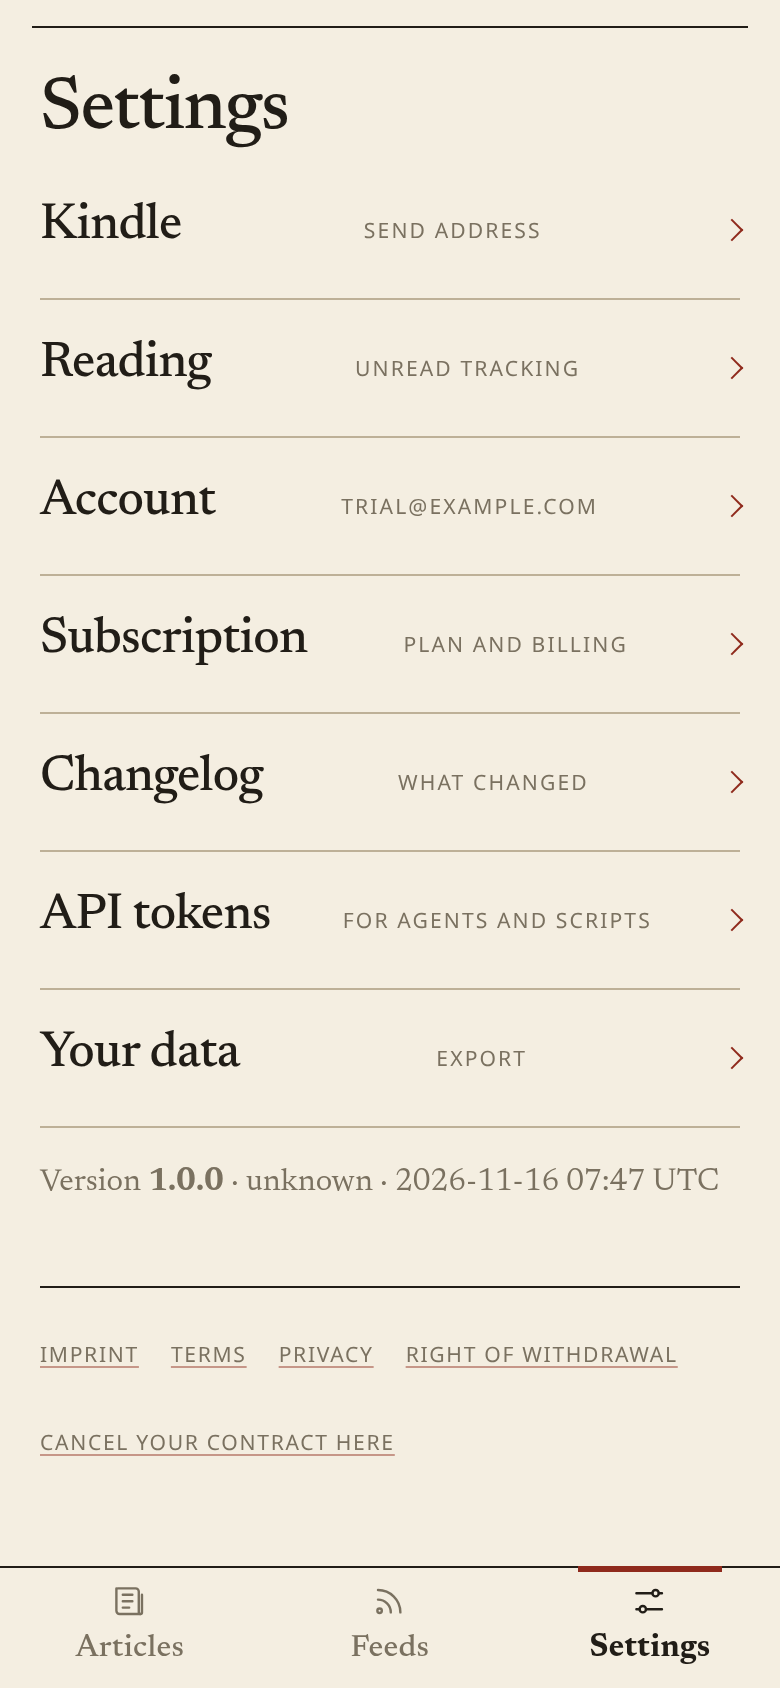 Settings
Kindle SEND ADDRESS
Reading UNREAD TRACKING
Account TRIAL@EXAMPLE.COM
Subscription PLAN AND BILLING
Changelog WHAT CHANGED
API tokens FOR AGENTS AND SCRIPTS
Your data EXPORT
Version 1.0.0 · unknown · 2026-11-16 07:47 UTC
IMPRINT TERMS PRIVACY RIGHT OF WITHDRAWAL
CANCEL YOUR CONTRACT HERE
Articles Feeds Settings